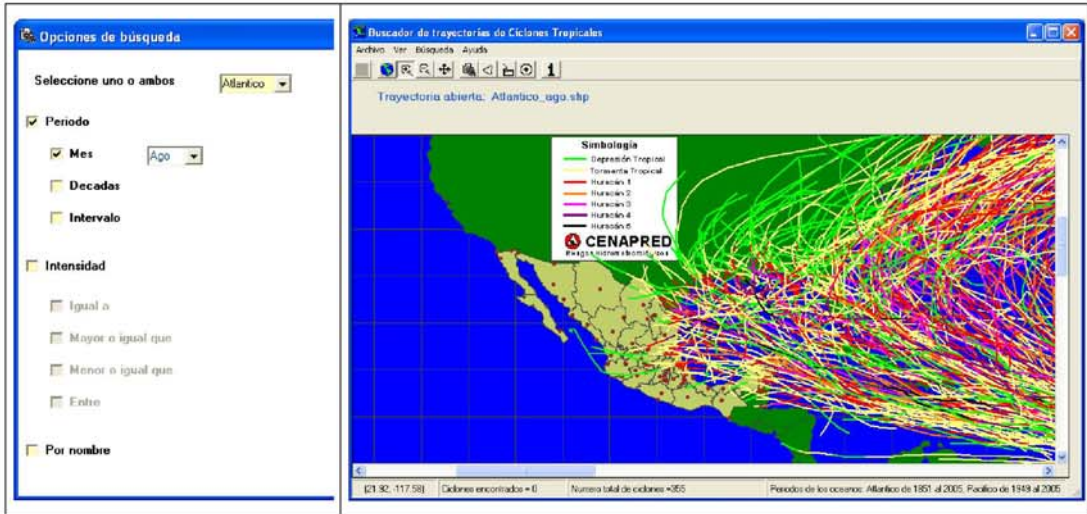 Opciones de búsqueda
Seleccione uno o ambos
Atlantico
Periodo
Mes
Ago
Decadas
Intervalo
Intensidad
Igual a
Mayor o igual que
Menor o igual que
Entre
Por nombre
Buscador de trayectorias de Ciclones Tropicales
Archivo Ver Búsqueda Ayuda
Trayectoria abierta: Atlantico_ago.shp
Simbología
Depresión Tropical
Tormenta Tropical
Huracán 1
Huracán 2
Huracán 3
Huracán 4
Huracán 5
CENAPRED
(21.92, -117.58) Ciclones encontrados = 0 Numero total de ciclones =355 Periodos de los oceanos: Atlantico de 1851 al 2005, Pacifico de 1949 al 2005